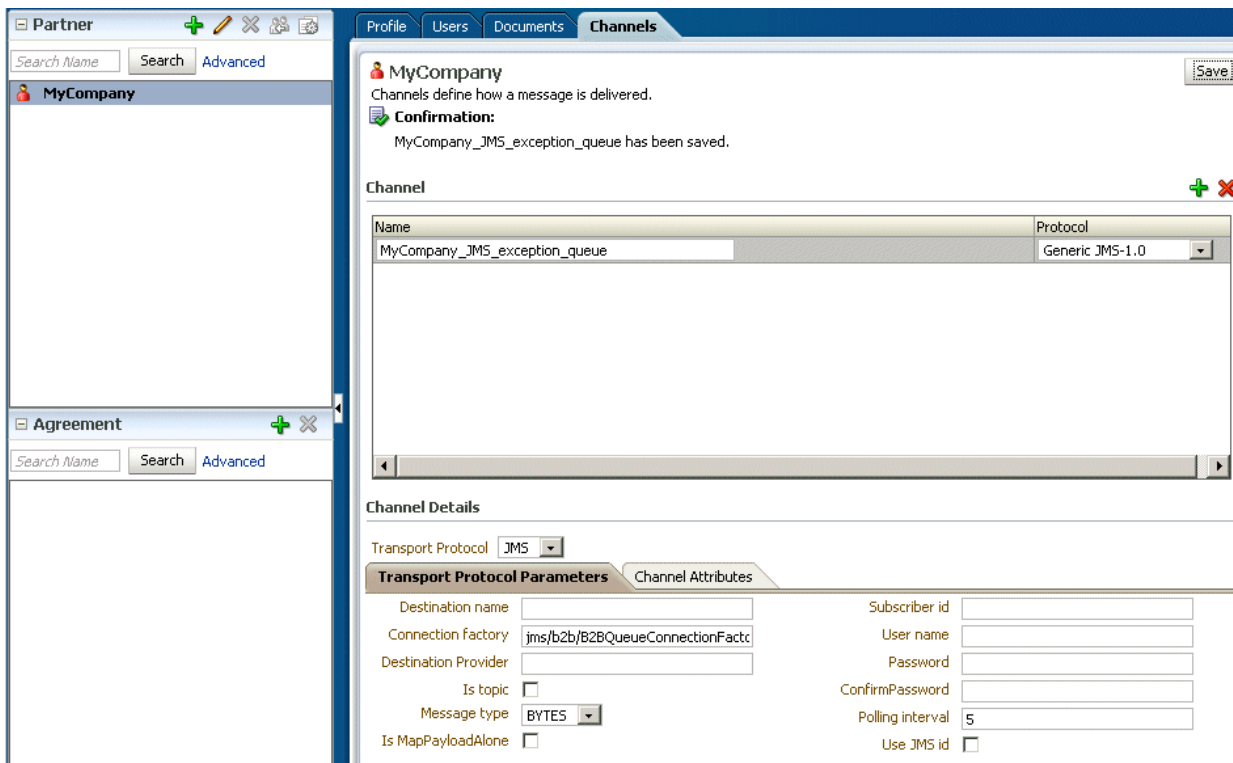 Partner
Search Name Search Advanced
MyCompany
Agreement
Search Name Search Advanced
Profile Users Documents Channels
MyCompany Save
Channels define how a message is delivered.
Confirmation:
MyCompany_JMS_exception_queue has been saved.
Channel
Name Protocol
MyCompany_JMS_exception_queue Generic JMS-1.0
Channel Details
Transport Protocol JMS
Transport Protocol Parameters Channel Attributes
Destination name Subscriber id
Connection factory jms/b2b/B2BQueueConnectionFacto User name
Destination Provider Password
Is topic ConfirmPassword
Message type BYTES Polling interval 5
Is MapPayloadAlone Use JMS id